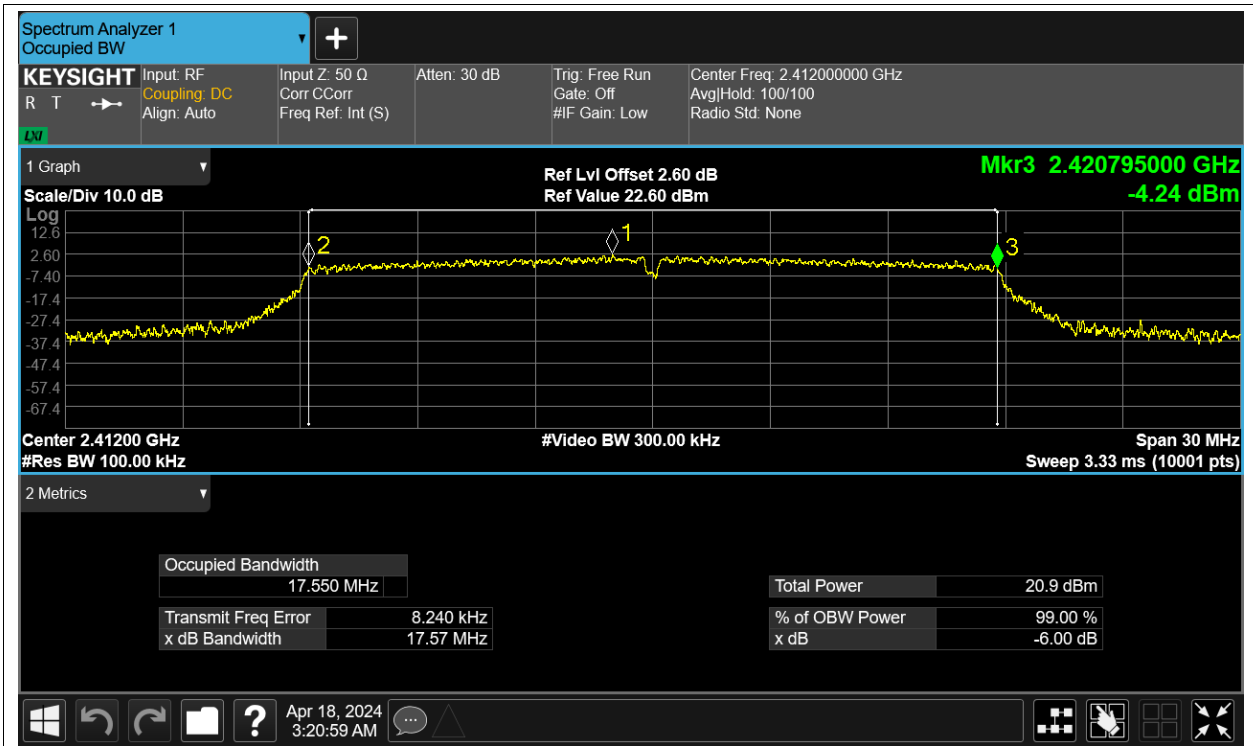 Spectrum Analyzer 1
Occupied BW
+
KEYSIGHT
R T
LXI
Input: RF
Coupling: DC
Align: Auto
Input Z: 50 Ω
Corr CCorr
Freq Ref: Int (S)
Atten: 30 dB
Trig: Free Run
Gate: Off
#IF Gain: Low
Center Freq: 2.412000000 GHz
Avg|Hold: 100/100
Radio Std: None
1 Graph
Scale/Div 10.0 dB
Ref Lvl Offset 2.60 dB
Ref Value 22.60 dBm
Mkr3 2.420795000 GHz
-4.24 dBm
Log
12.6
2.60
-7.40
-17.4
-27.4
-37.4
-47.4
-57.4
-67.4
2
1
3
Center 2.41200 GHz
#Res BW 100.00 kHz
#Video BW 300.00 kHz
Span 30 MHz
Sweep 3.33 ms (10001 pts)
2 Metrics
Occupied Bandwidth
17.550 MHz
Transmit Freq Error 8.240 kHz
x dB Bandwidth 17.57 MHz
Total Power 20.9 dBm
% of OBW Power 99.00 %
x dB -6.00 dB
?
Apr 18, 2024
3:20:59 AM